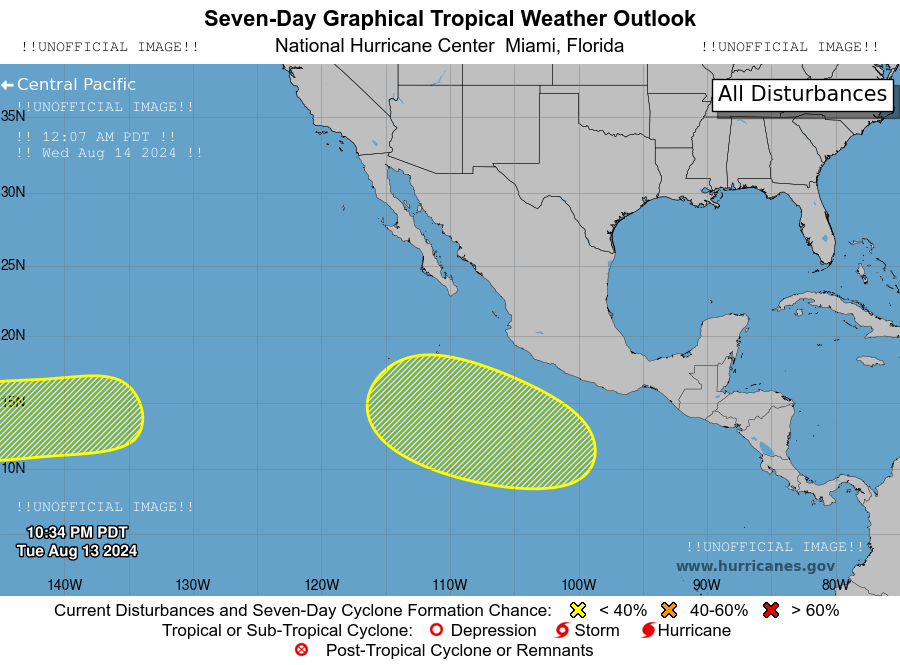 Seven-Day Graphical Tropical Weather Outlook
!!UNOFFICIAL IMAGE!! National Hurricane Center Miami, Florida !!UNOFFICIAL IMAGE!!
Central Pacific
All Disturbances
!!UNOFFICIAL IMAGE!!
35N
!! 12:07 AM PDT !!
!! Wed Aug 14 2024 !!
30N
25N
20N
15N
10N
!!UNOFFICIAL IMAGE!!
10:34 PM PDT
Tue Aug 13 2024
!!UNOFFICIAL IMAGE!!
www.hurricanes.gov
140W 130W 120W 110W 100W 90W 80W
Current Disturbances and Seven-Day Cyclone Formation Chance: < 40% 40-60% > 60%
Tropical or Sub-Tropical Cyclone: Depression Storm Hurricane
Post-Tropical Cyclone or Remnants